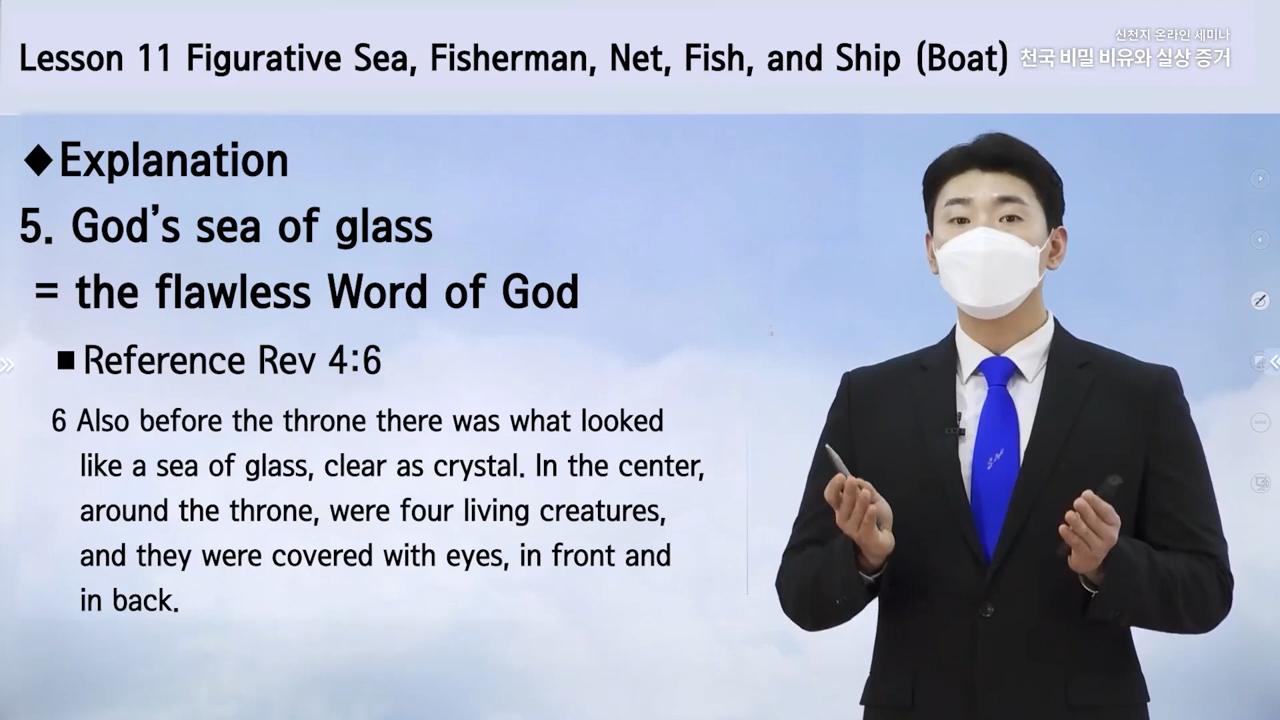 Lesson 11 Figurative Sea, Fisherman, Net, Fish, and Ship (Boat)
신천지 온라인 세미나
천국 비밀 비유와 실상 증거
◆Explanation
5. God's sea of glass
= the flawless Word of God
■ Reference Rev 4:6
6 Also before the throne there was what looked
like a sea of glass, clear as crystal. In the center,
around the throne, were four living creatures,
and they were covered with eyes, in front and
in back.